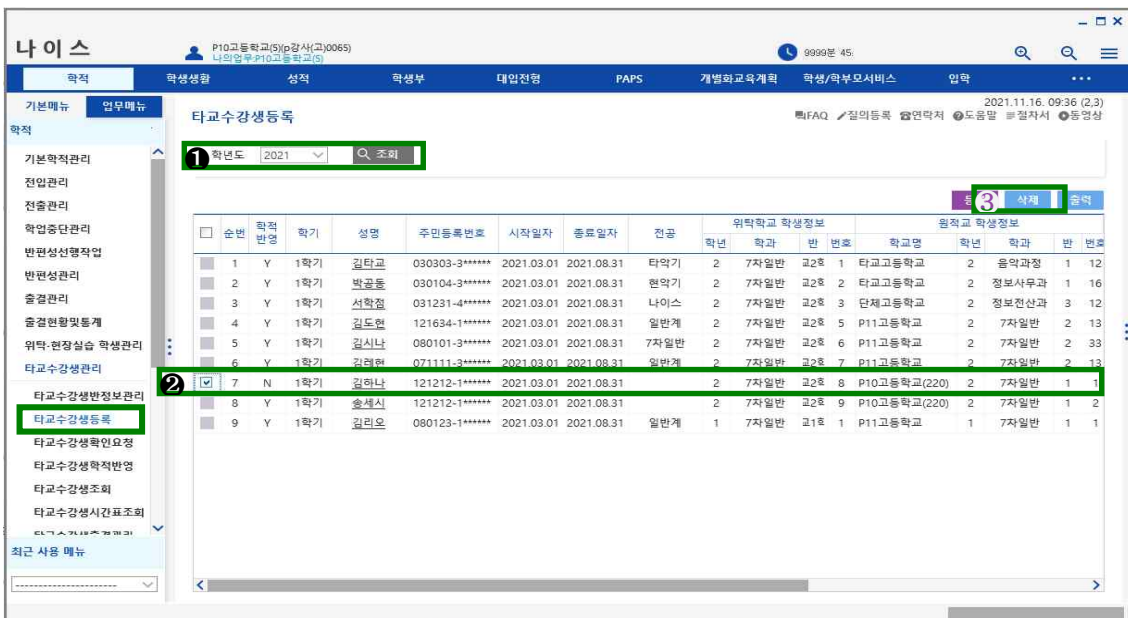 나이스
P10고등학교(5)(p강사(고)0065)
나의업무:P10고등학교(5)
9999분 45:
학적 학생생활 성적 학생부 대입전형 PAPS 개별화교육계획 학생/학부모서비스 입학 •••
기본메뉴 업무메뉴
2021.11.16. 09:36 (2,3)
타교수강생등록
FAQ 질의등록 연락처 도움말 절차서 동영상
학적
❶ 학년도 2021 조회
기본학적관리
전입관리
전출관리
학업중단관리
반편성선행작업
반편성관리
출결관리
출결현황및통계
위탁·현장실습 학생관리
타교수강생관리
타교수강생반정보관리
타교수강생등록
타교수강생확인요청
타교수강생학적반영
타교수강생조회
타교수강생시간표조회
최근 사용 메뉴
③ 삭제 출력
순번 학적반영 학기 성명 주민등록번호 시작일자 종료일자 전공 위탁학교 학생정보 원적교 학생정보
학년 학과 반 번호 학교명 학년 학과 반 번호
1 Y 1학기 김타교 030303-3****** 2021.03.01 2021.08.31 타악기 2 7차일반 교2호 1 타교고등학교 2 음악과정 1 12
2 Y 1학기 박공동 030104-3****** 2021.03.01 2021.08.31 현악기 2 7차일반 교2호 2 타교고등학교 2 정보사무과 1 16
3 Y 1학기 서학점 031231-4****** 2021.03.01 2021.08.31 나이스 2 7차일반 교2호 3 단체고등학교 2 정보전산과 3 12
4 Y 1학기 김도현 121634-1****** 2021.03.01 2021.08.31 일반계 2 7차일반 교2호 5 P11고등학교 2 7차일반 2 13
5 Y 1학기 김시나 080101-3****** 2021.03.01 2021.08.31 7차일반 2 7차일반 교2호 6 P11고등학교 2 7차일반 2 33
6 Y 1학기 강레현 071111-3****** 2021.03.01 2021.08.31 일반계 2 7차일반 교2호 7 P11고등학교 2 7차일반 2 13
❷ 7 N 1학기 김하나 121212-1****** 2021.03.01 2021.08.31 2 7차일반 교2호 8 P10고등학교(220) 2 7차일반 1 1
8 Y 1학기 송세시 121212-1****** 2021.03.01 2021.08.31 2 7차일반 교2호 9 P10고등학교(220) 2 7차일반 1 2
9 Y 1학기 김리오 080123-1****** 2021.03.01 2021.08.31 일반계 1 7차일반 교1호 1 P11고등학교 1 7차일반 1 1